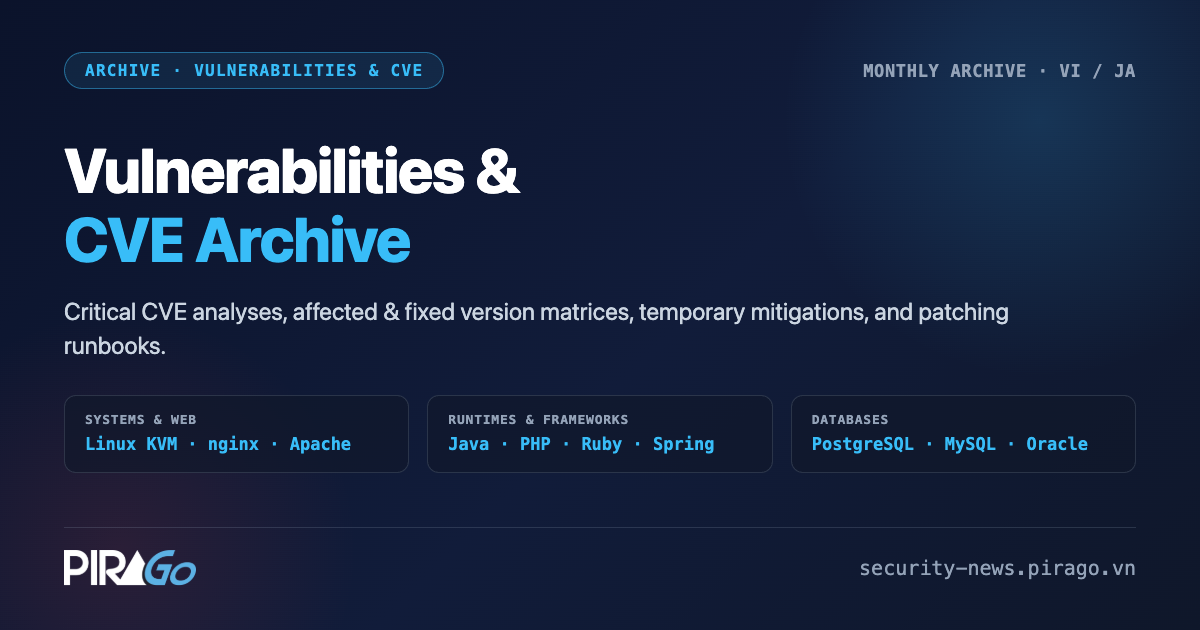 ARCHIVE · VULNERABILITIES & CVE
MONTHLY ARCHIVE · VI / JA
Vulnerabilities &
CVE Archive
Critical CVE analyses, affected & fixed version matrices, temporary mitigations, and patching
runbooks.
SYSTEMS & WEB
Linux KVM · nginx · Apache
RUNTIMES & FRAMEWORKS
Java · PHP · Ruby · Spring
DATABASES
PostgreSQL · MySQL · Oracle
PIRAGO
security-news.pirago.vn